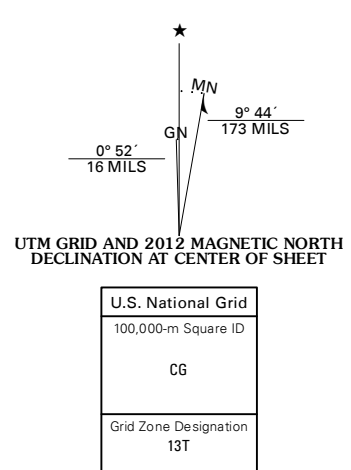 ★
MN
GN
9° 44´
173 MILS
0° 52´
16 MILS
UTM GRID AND 2012 MAGNETIC NORTH
DECLINATION AT CENTER OF SHEET
U.S. National Grid
100,000-m Square ID
CG
Grid Zone Designation
13T